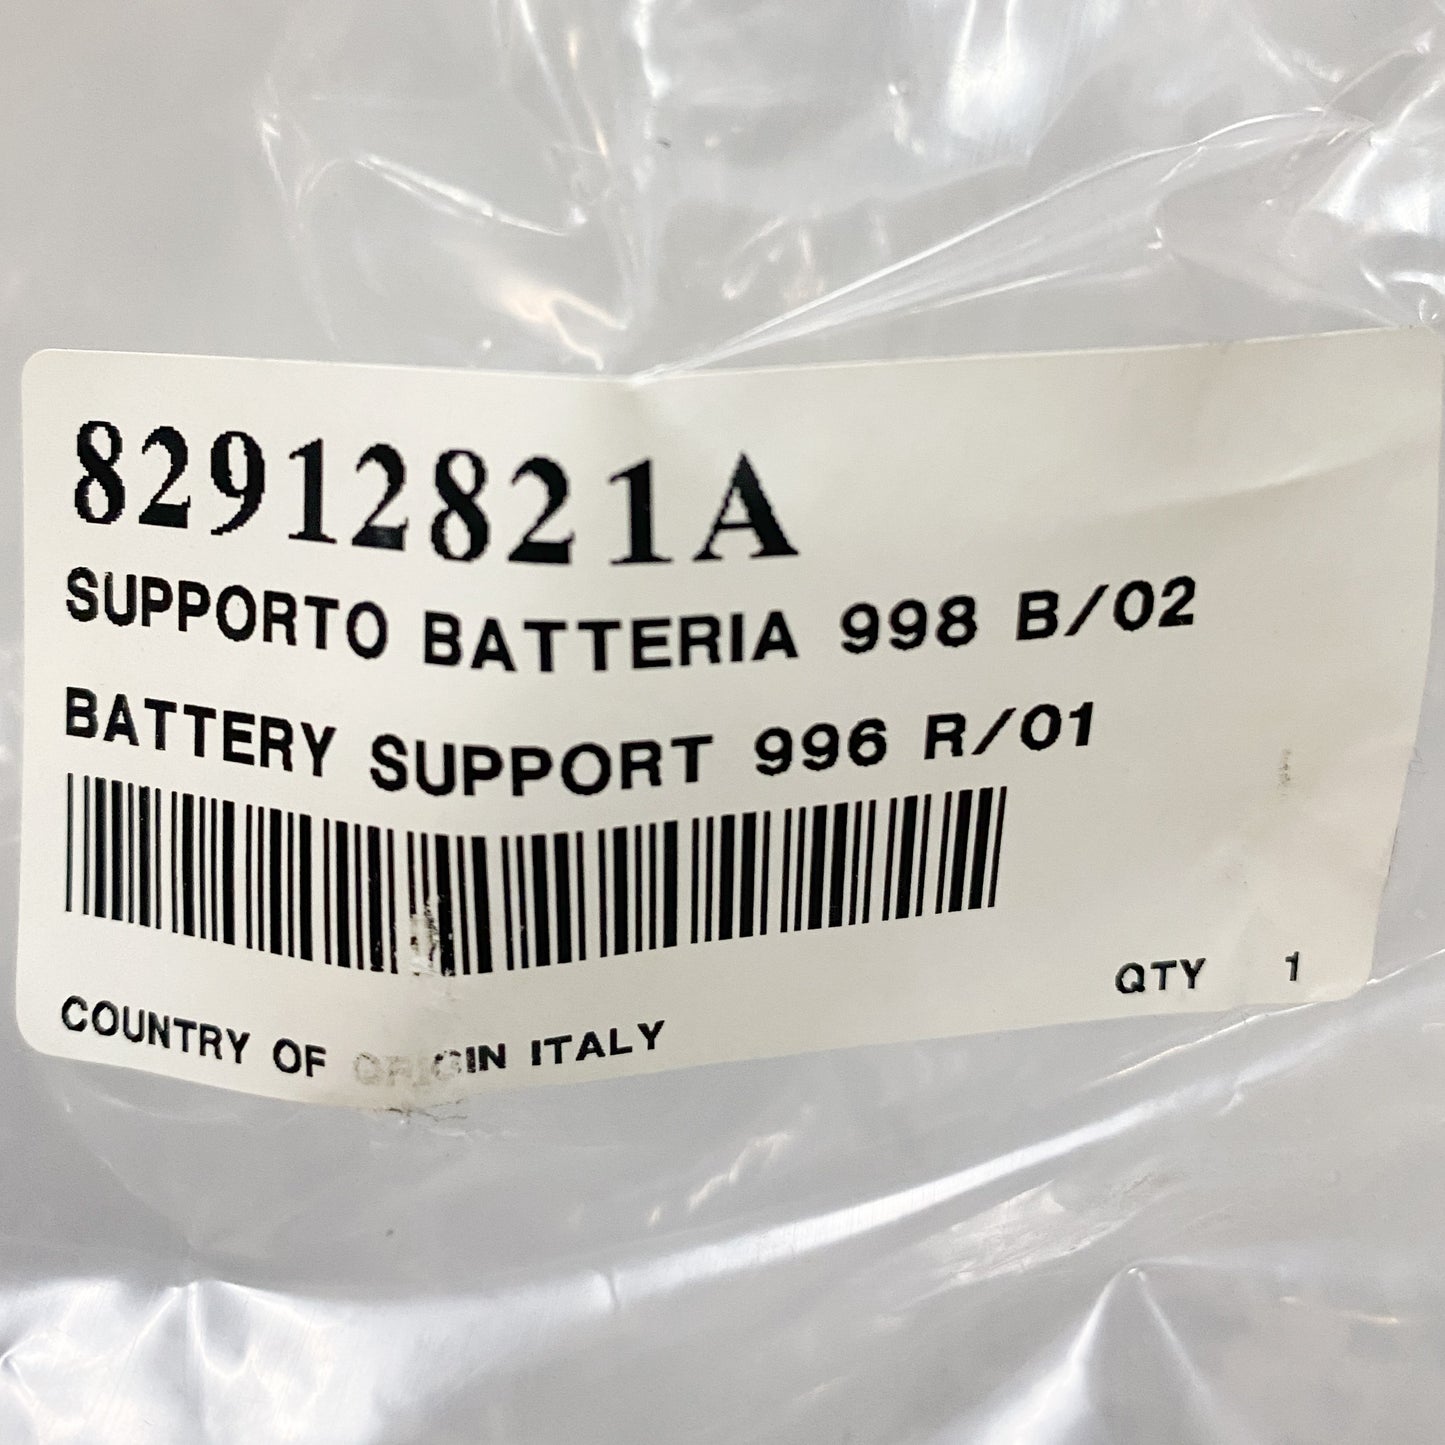 82912821A
SUPPORTO BATTERIA 998 B/02
BATTERY SUPPORT 996 R/01
QTY 1
COUNTRY OF ORIGIN ITALY